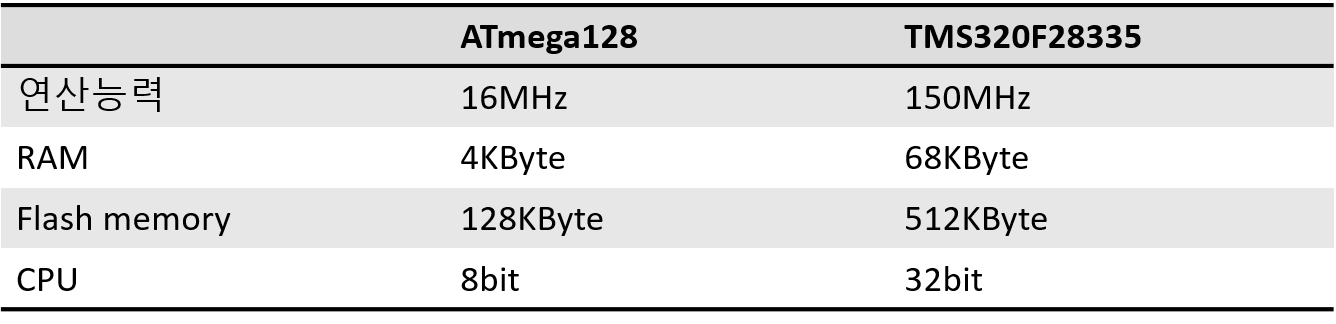 ATmega128 TMS320F28335
연산능력 16MHz 150MHz
RAM 4KByte 68KByte
Flash memory 128KByte 512KByte
CPU 8bit 32bit